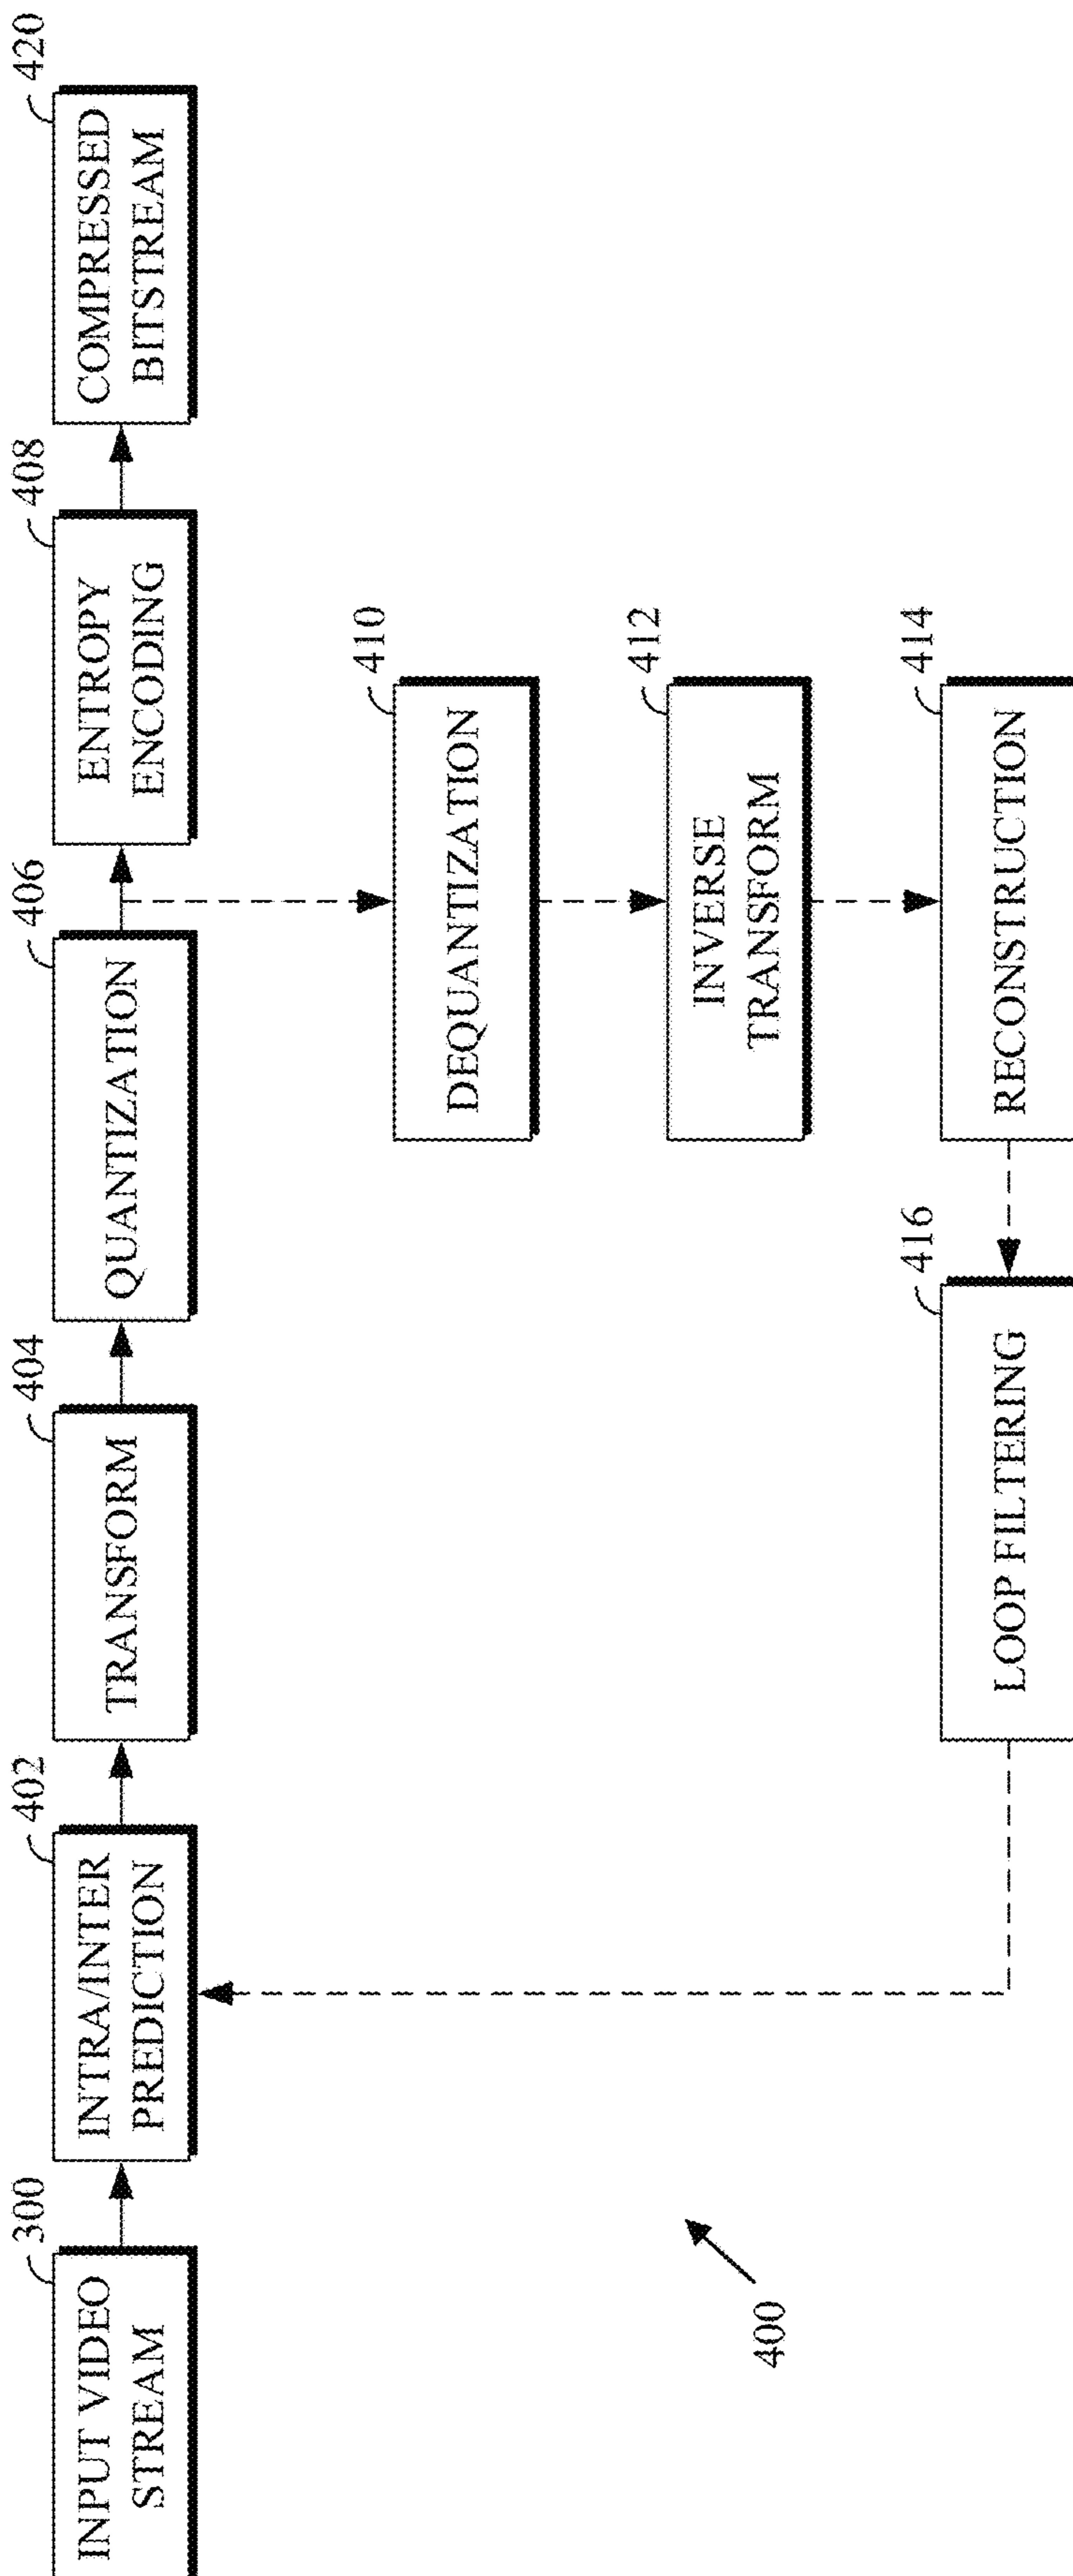 300
INPUT VIDEO
STREAM
402
INTRA/INTER
PREDICTION
404
TRANSFORM
406
QUANTIZATION
408
ENTROPY
ENCODING
420
COMPRESSED
BITSTREAM
410
DEQUANTIZATION
412
INVERSE
TRANSFORM
416
LOOP FILTERING
414
RECONSTRUCTION
400